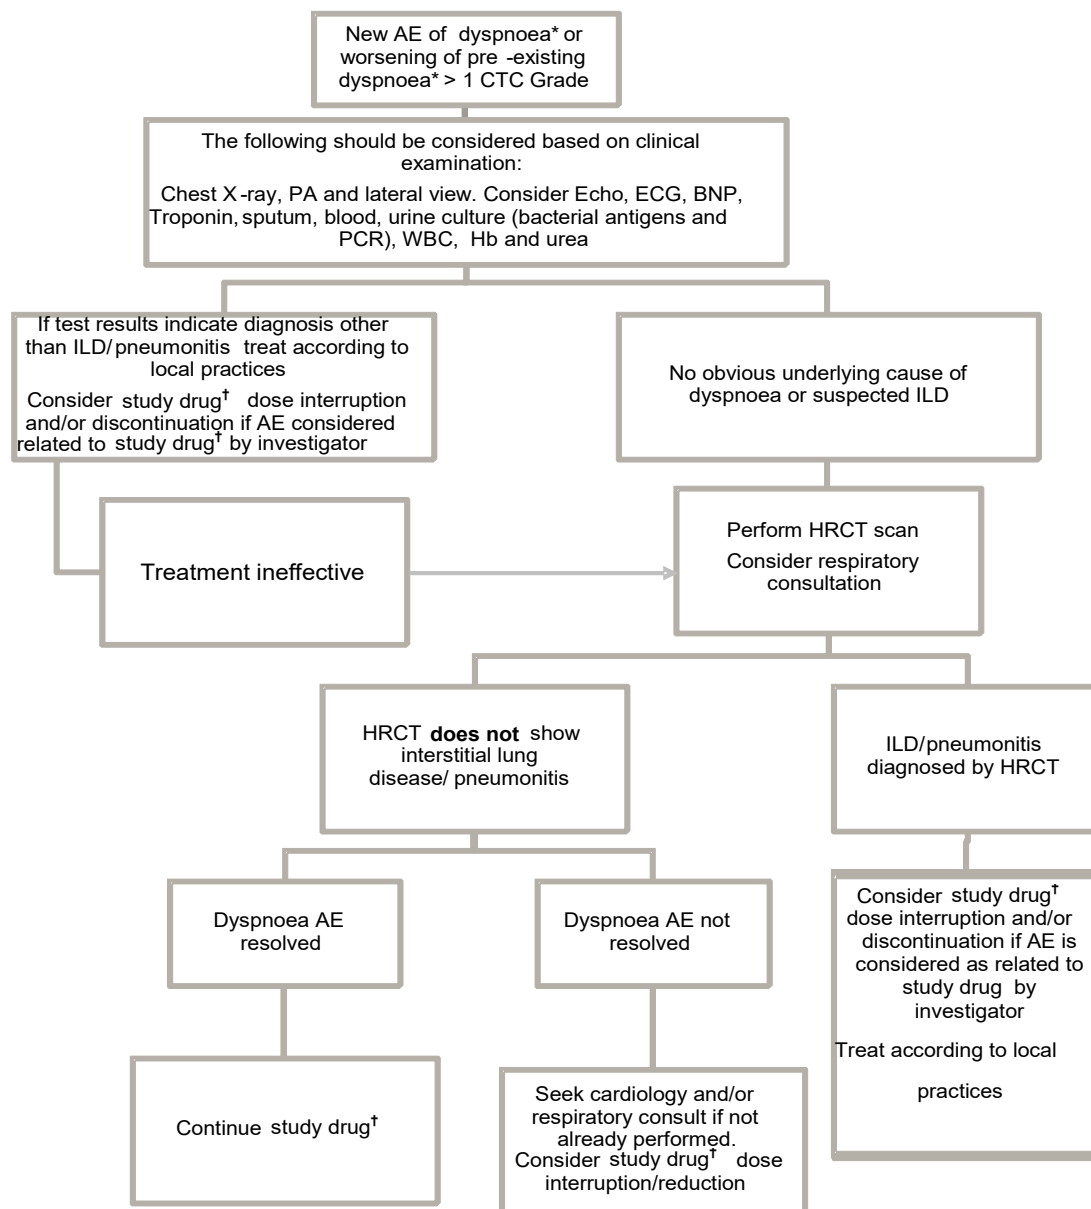 New AE of dyspnoea* or
worsening of pre -existing
dyspnoea* > 1 CTC Grade
The following should be considered based on clinical
examination:
Chest X-ray, PA and lateral view. Consider Echo, ECG, BNP,
Troponin, sputum, blood, urine culture (bacterial antigens and
PCR), WBC, Hb and urea
If test results indicate diagnosis other
than ILD/pneumonitis treat according to
local practices
Consider study drug† dose interruption
and/or discontinuation if AE considered
related to study drug† by investigator
No obvious underlying cause of
dyspnoea or suspected ILD
Treatment ineffective
Perform HRCT scan
Consider respiratory
consultation
HRCT does not show
interstitial lung
disease/ pneumonitis
ILD/pneumonitis
diagnosed by HRCT
Dyspnoea AE
resolved
Dyspnoea AE not
resolved
Consider study drug†
dose interruption and/or
discontinuation if AE is
considered as related to
study drug by
investigator
Treat according to local
practices
Continue study drug†
Seek cardiology and/or
respiratory consult if not
already performed.
Consider study drug† dose
interruption/reduction